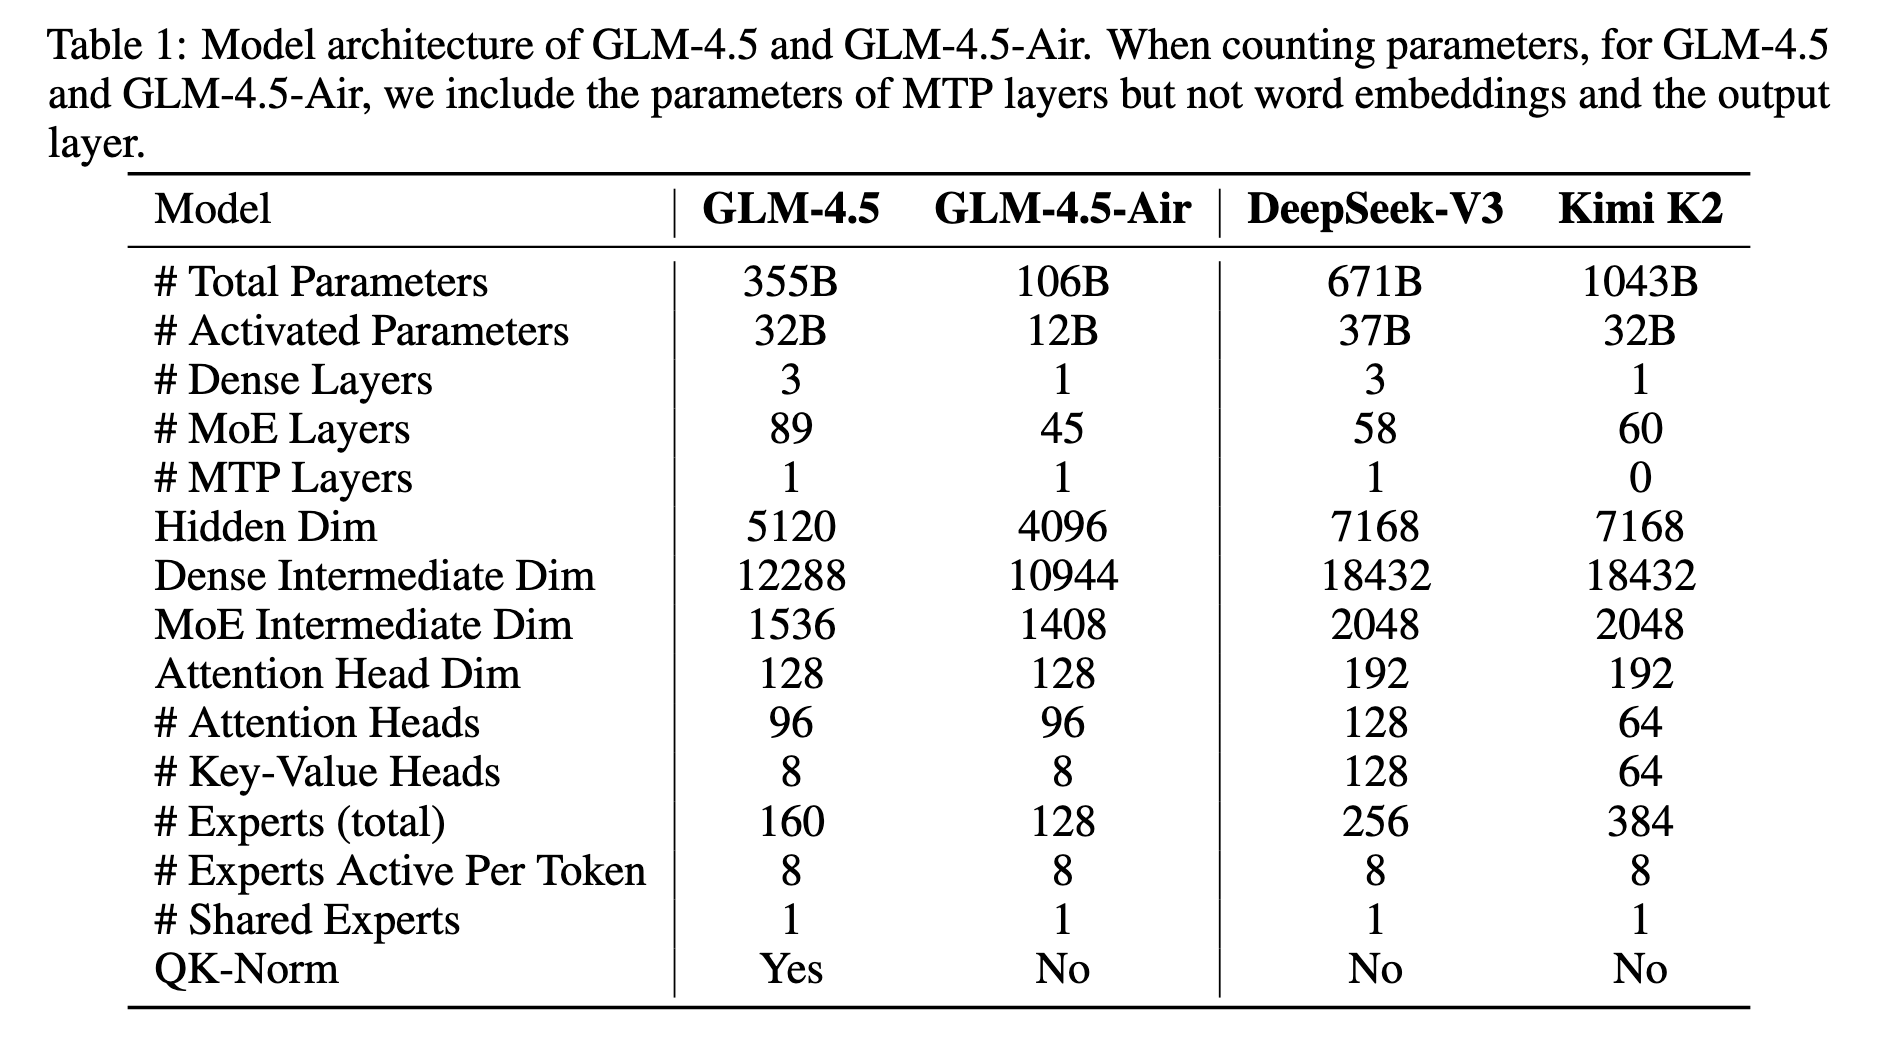 Table 1: Model architecture of GLM-4.5 and GLM-4.5-Air. When counting parameters, for GLM-4.5
and GLM-4.5-Air, we include the parameters of MTP layers but not word embeddings and the output
layer.
Model GLM-4.5 GLM-4.5-Air DeepSeek-V3 Kimi K2
# Total Parameters 355B 106B 671B 1043B
# Activated Parameters 32B 12B 37B 32B
# Dense Layers 3 1 3 1
# MoE Layers 89 45 58 60
# MTP Layers 1 1 1 0
Hidden Dim 5120 4096 7168 7168
Dense Intermediate Dim 12288 10944 18432 18432
MoE Intermediate Dim 1536 1408 2048 2048
Attention Head Dim 128 128 192 192
# Attention Heads 96 96 128 64
# Key-Value Heads 8 8 128 64
# Experts (total) 160 128 256 384
# Experts Active Per Token 8 8 8 8
# Shared Experts 1 1 1 1
QK-Norm Yes No No No